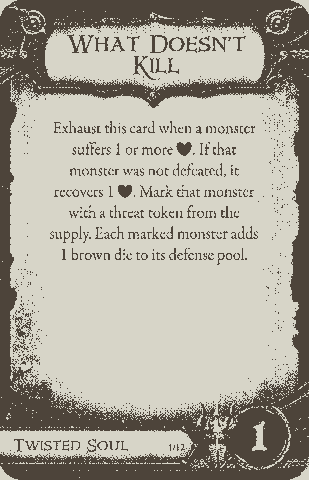 WHAT DOESN'T
KILL
Exhaust this card when a monster
suffers 1 or more ♥. If that
monster was not defeated, it
recovers 1 ♥. Mark that monster
with a threat token from the
supply. Each marked monster adds
1 brown die to its defense pool.
TWISTED SOUL
1